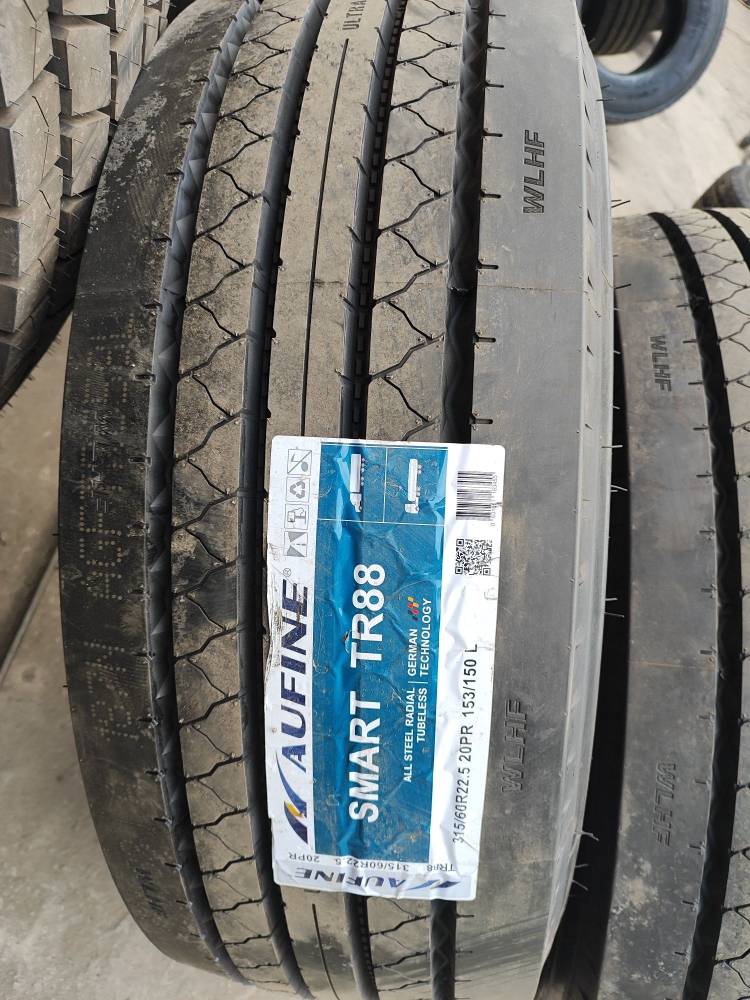 ULTRA
WLHF
WLHF
AUFINE®
SMART TR88
ALL STEEL RADIAL
TUBELESS
GERMAN
TECHNOLOGY
315/60R22.5 20PR 153/150 L
AUFINE
TR88 315/60R22.5 20PR
WLHF
WLHF